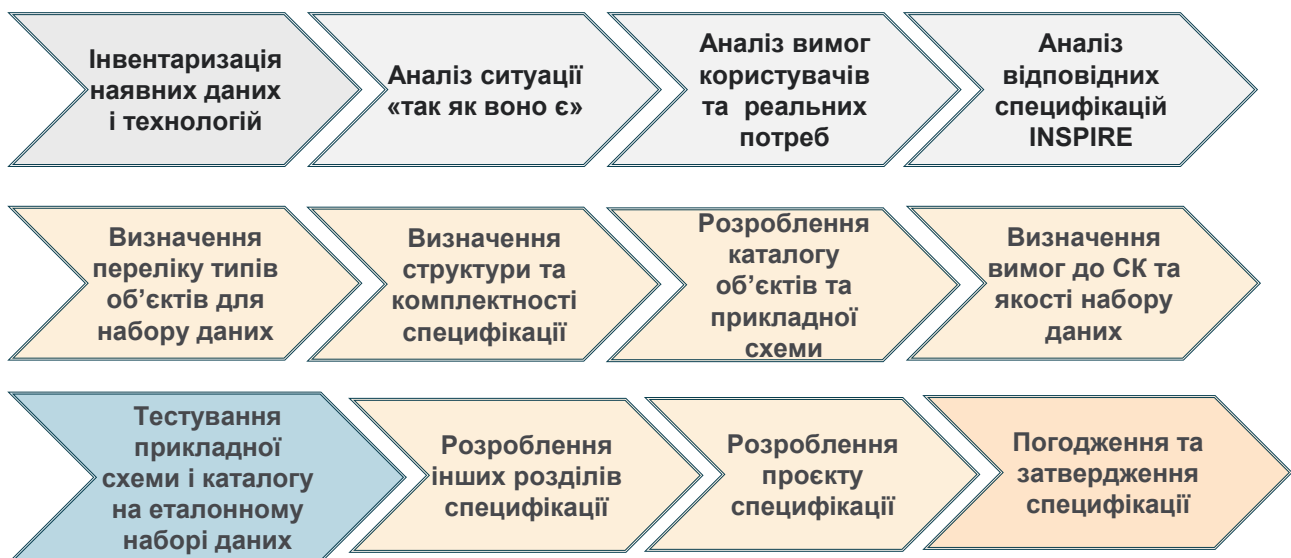 Інвентаризація
наявних даних
і технологій
Аналіз ситуації
«так як воно є»
Аналіз вимог
користувачів
та реальних
потреб
Аналіз
відповідних
специфікацій
INSPIRE
Визначення
переліку типів
об’єктів для
набору даних
Визначення
структури та
комплектності
специфікації
Розроблення
каталогу
об’єктів та
прикладної
схеми
Визначення
вимог до СК та
якості набору
даних
Тестування
прикладної
схеми і каталогу
на еталонному
наборі даних
Розроблення
інших розділів
специфікації
Розроблення
проєкту
специфікації
Погодження та
затвердження
специфікації